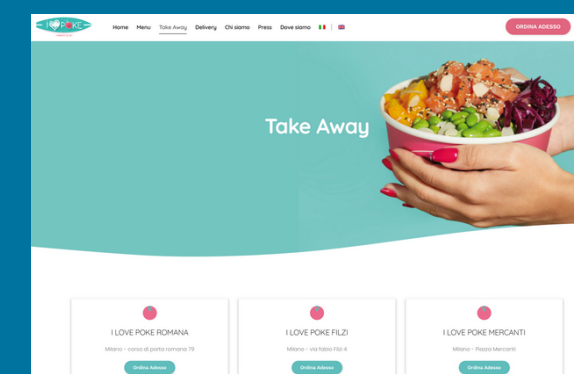 I LOVE POKE
Home Menu Take Away Delivery Chi siamo Press Dove siamo
ORDINA ADESSO
Take Away
I LOVE POKE ROMANA
Milano - corso di porta romana 79
Ordina Adesso
I LOVE POKE FILZI
Milano - via fabio Filzi 4
Ordina Adesso
I LOVE POKE MERCANTI
Milano - Piazza Mercanti
Ordina Adesso